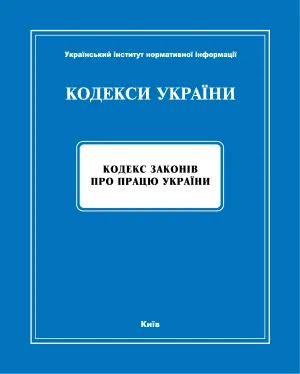 Український інститут нормативної інформації
КОДЕКСИ УКРАЇНИ
КОДЕКС ЗАКОНІВ
ПРО ПРАЦЮ УКРАЇНИ
Київ